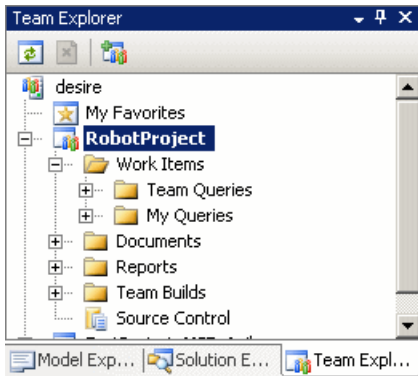 Team Explorer
desire
My Favorites
RobotProject
Work Items
Team Queries
My Queries
Documents
Reports
Team Builds
Source Control
Model Exp... Solution E... Team Expl...